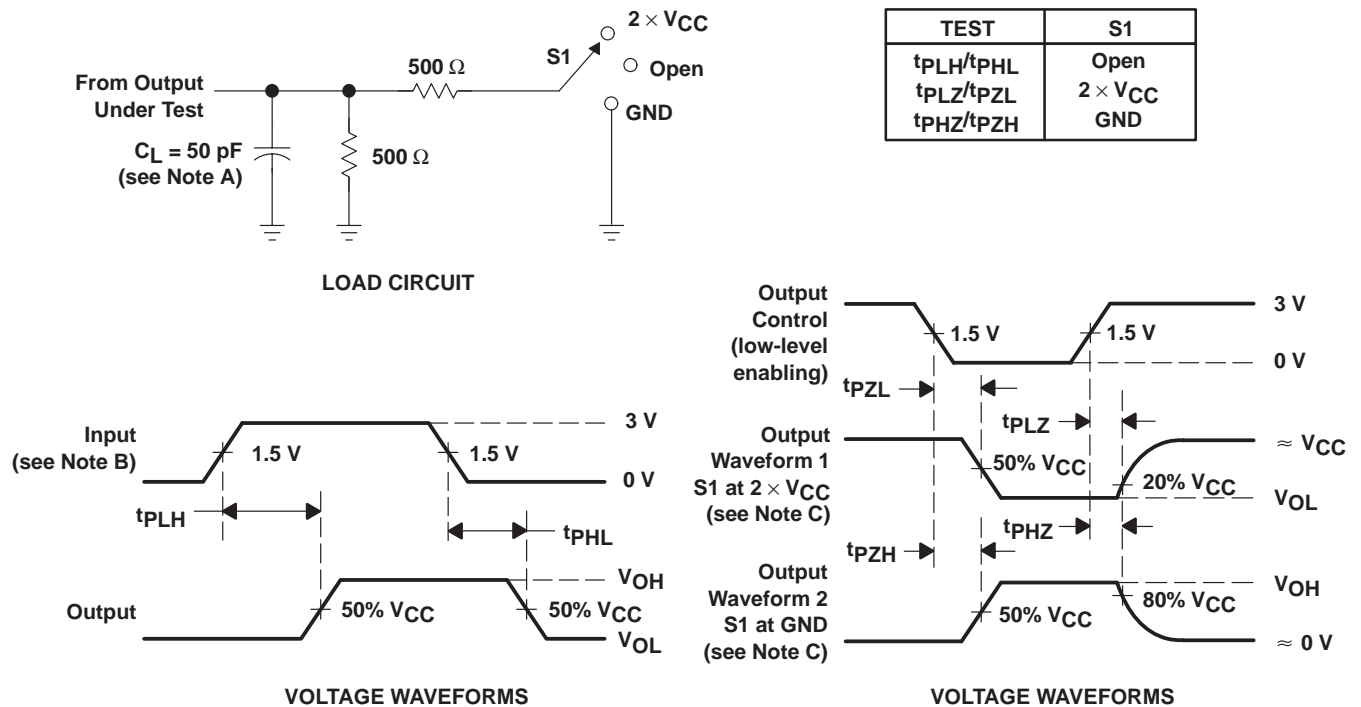 2 × VCC
S1
500 Ω
Open
From Output
Under Test
GND
CL = 50 pF
(see Note A)
500 Ω
LOAD CIRCUIT
TEST S1
tPLH/tPHL Open
tPLZ/tPZL 2 × VCC
tPHZ/tPZH GND
Input
(see Note B)
1.5 V
1.5 V
3 V
0 V
tPLH
tPHL
Output
50% VCC
50% VCC
VOH
VOL
VOLTAGE WAVEFORMS
Output
Control
(low-level
enabling)
1.5 V
1.5 V
3 V
0 V
tPZL
tPLZ
Output
Waveform 1
S1 at 2 × VCC
(see Note C)
50% VCC
20% VCC
≈ VCC
VOL
tPHZ
tPZH
Output
Waveform 2
S1 at GND
(see Note C)
50% VCC
80% VCC
VOH
≈ 0 V
VOLTAGE WAVEFORMS